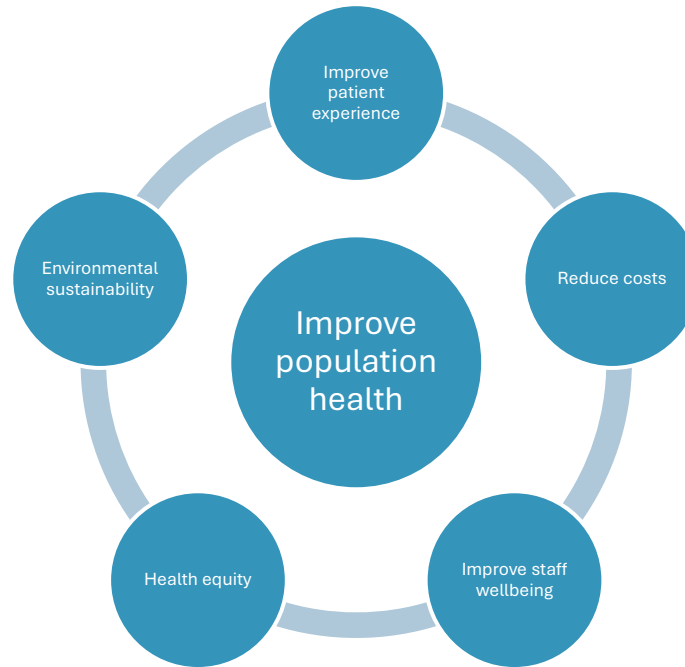 Improve
patient
experience
Reduce costs
Improve staff
wellbeing
Health equity
Environmental
sustainability
Improve
population
health